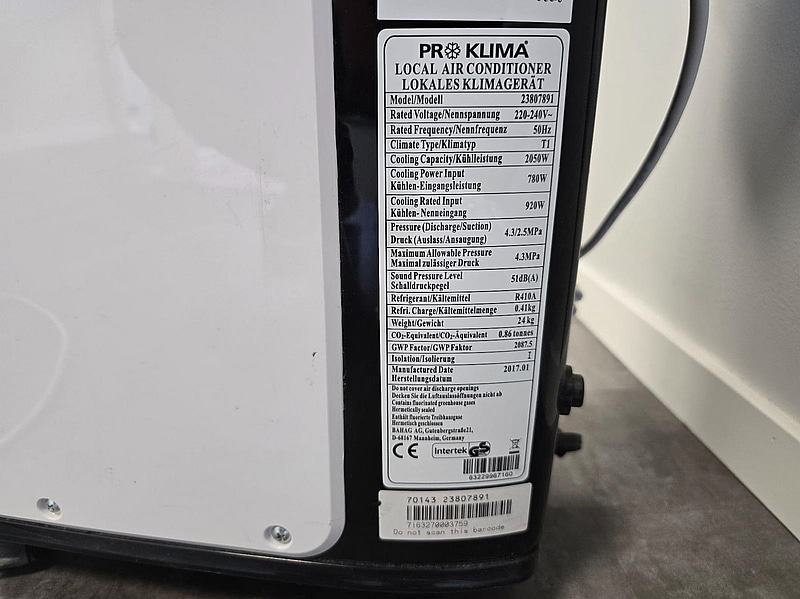 PROKLIMA®
LOCAL AIR CONDITIONER
LOKALES KLIMAGERÄT
Model/Modell 23807891
Rated Voltage/Nennspannung 220-240V~
Rated Frequency/Nennfrequenz 50Hz
Climate Type/Klimatyp T1
Cooling Capacity/Kühlleistung 2050W
Cooling Power Input
Kühlen-Eingangsleistung 780W
Cooling Rated Input
Kühlen- Nenneingang 920W
Pressure (Discharge/Suction)
Druck (Auslass/Ansaugung) 4.3/2.5MPa
Maximum Allowable Pressure
Maximal zulässiger Druck 4.3MPa
Sound Pressure Level
Schalldruckpegel 51dB(A)
Refrigerant/Kältemittel R410A
Refri. Charge/Kältemittelmenge 0.41kg
Weight/Gewicht 24 kg
CO₂-Equivalent/CO₂-Äquivalent 0.86 tonnes
GWP Factor/GWP Faktor 2087.5
Isolation/Isolierung I
Manufactured Date
Herstellungsdatum 2017.01
Do not cover air discharge openings
Decken Sie die Luftauslassöffnungen nicht ab
Contains fluorinated greenhouse gases
Hermetically sealed
Enthält fluorierte Treibhausgase
Hermetisch geschlossen
BAHAG AG, Gutenbergstraße21,
D-68167 Mannheim, Germany
CE Intertek GS
63229967160
70143 23807891
7163270003759
Do not scan this barcode